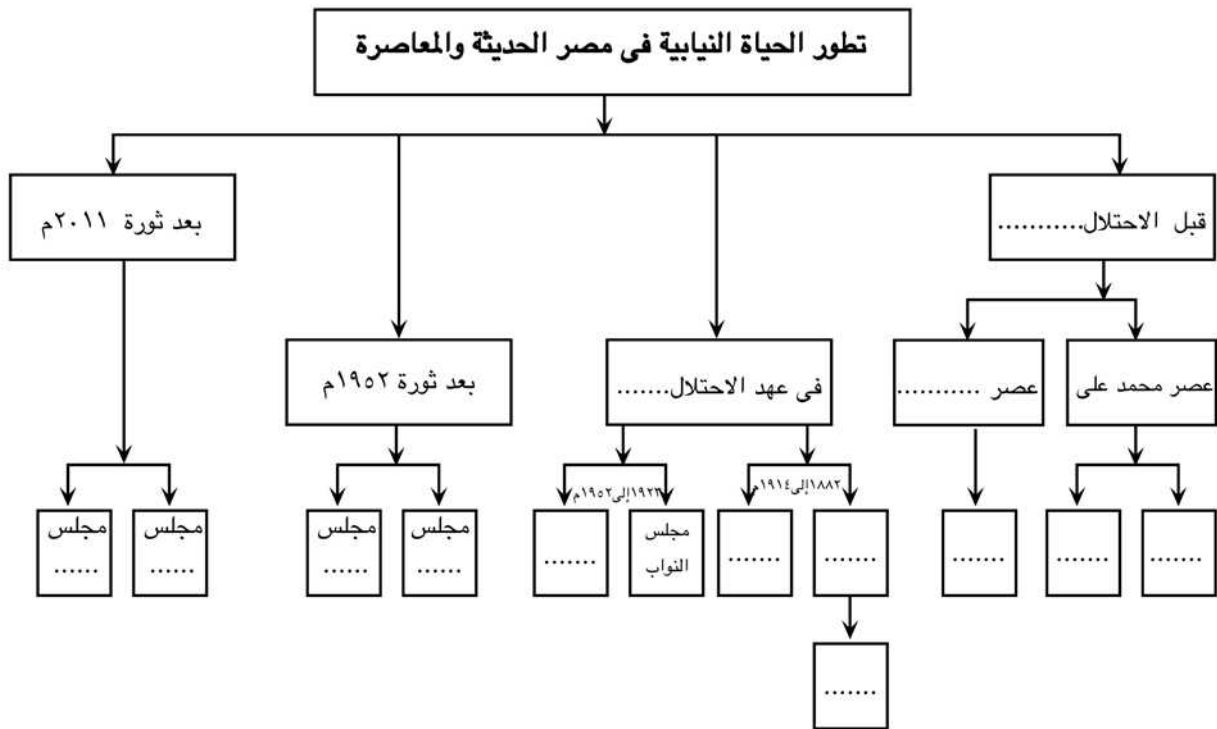 تطور الحياة النيابية فى مصر الحديثة والمعاصرة
قبل الاحتلال...........
بعد ثورة ٢٠١١م
عصر محمد على
عصر ...........
فى عهد الاحتلال.......
بعد ثورة ١٩٥٢م
١٨٨٢إلى١٩١٤م
١٩٢٣إلى١٩٥٢م
.......
.......
.......
.......
.......
مجلس
النواب
.......
مجلس
......
مجلس
......
مجلس
......
مجلس
......
.......